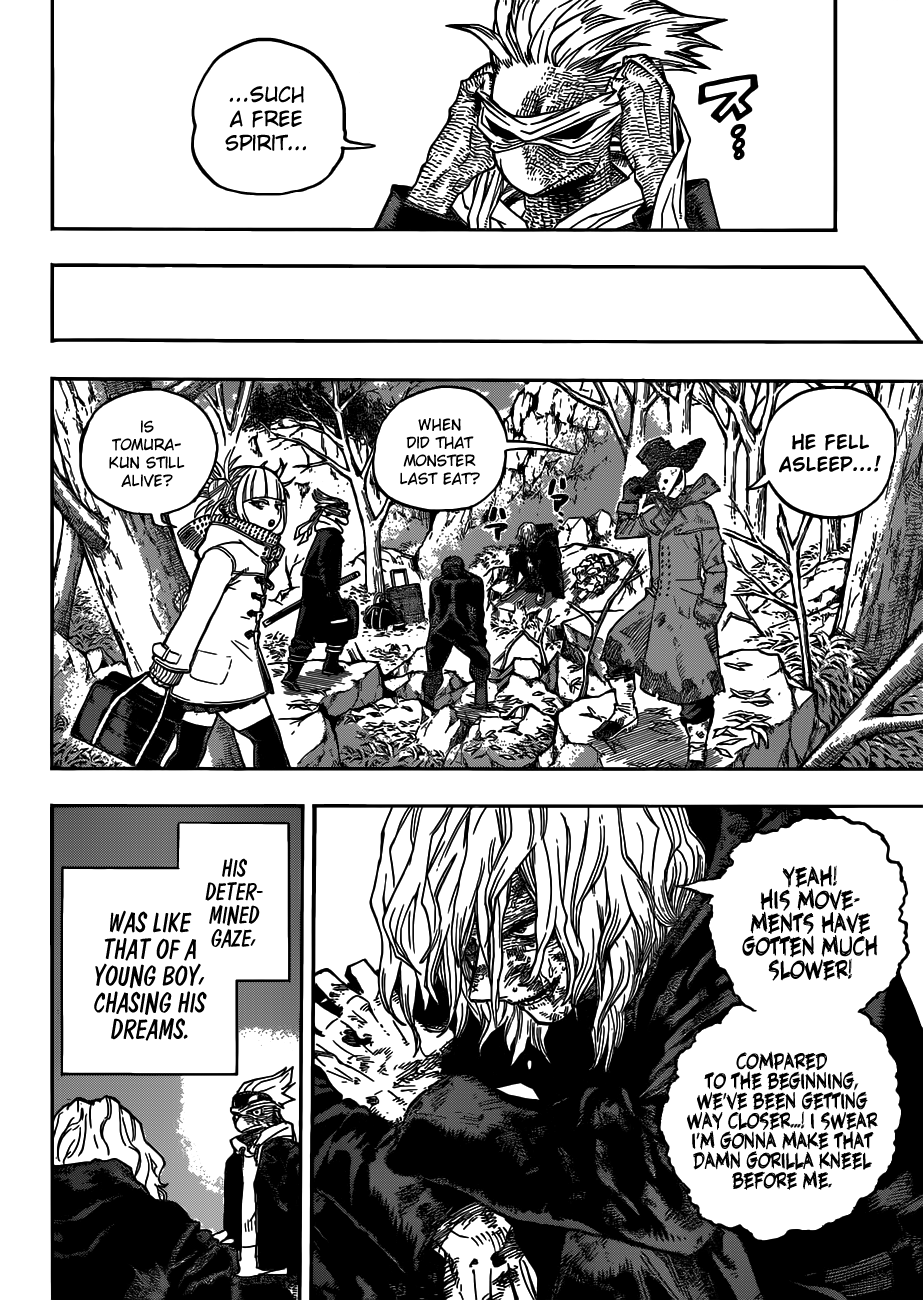 ...SUCH
A FREE
SPIRIT...
ス
HE FELL
ASLEEP...!
WHEN
DID THAT
MONSTER
LAST EAT?
IS
TOMURA-
KUN STILL
ALIVE?
YEAH!
HIS MOVE-
MENTS HAVE
GOTTEN MUCH
SLOWER!
COMPARED
TO THE BEGINNING,
WE'VE BEEN GETTING
WAY CLOSER...! I SWEAR
I'M GONNA MAKE THAT
DAMN GORILLA KNEEL
BEFORE ME.
HIS
DETER-
MINED
GAZE,
WAS LIKE
THAT OF A
YOUNG BOY,
CHASING HIS
DREAMS.